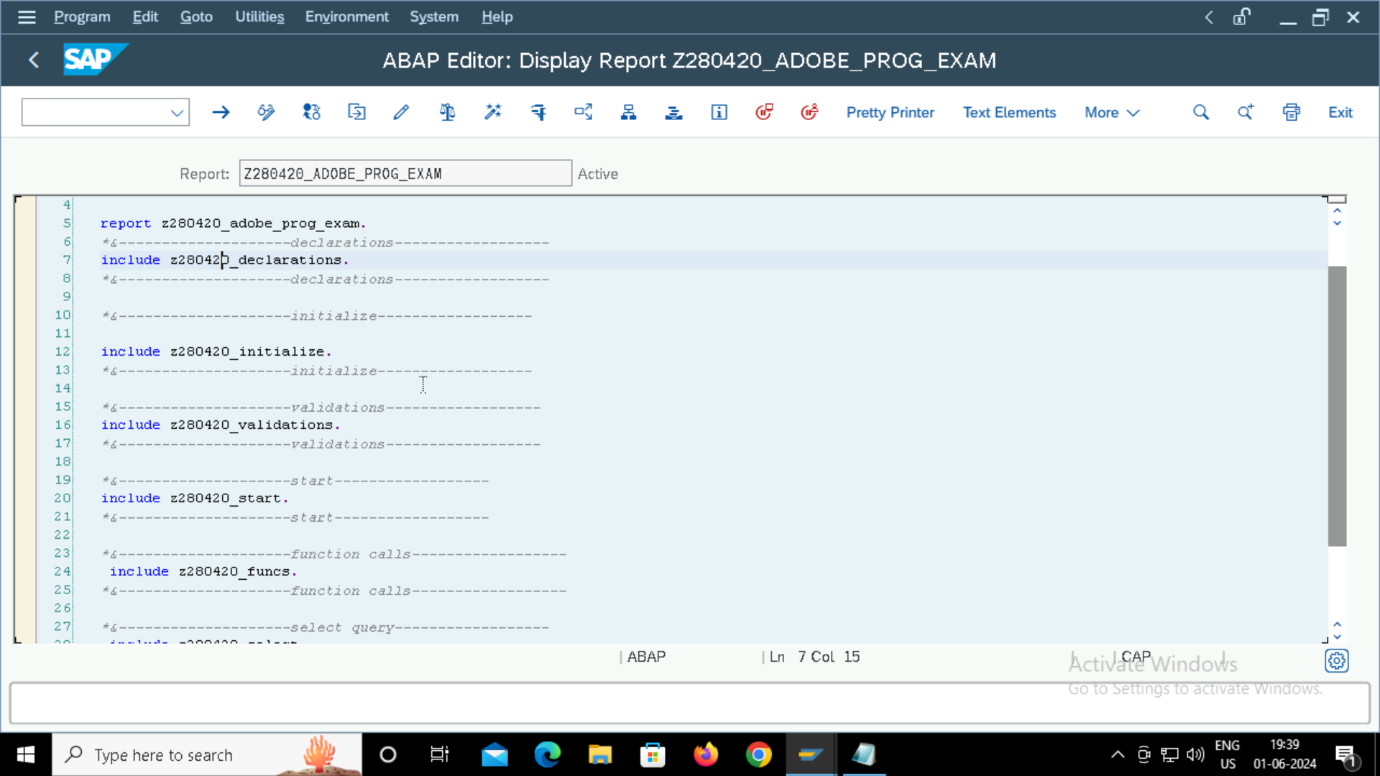 Program Edit Goto Utilities Environment System Help
SAP ABAP Editor: Display Report Z280420_ADOBE_PROG_EXAM
Pretty Printer Text Elements More Exit
Report: Z280420_ADOBE_PROG_EXAM Active
4
5 report z280420_adobe_prog_exam.
6 *&--------------------declarations------------------
7 include z280420_declarations.
8 *&--------------------declarations------------------
9
10 *&--------------------initialize------------------
11
12 include z280420_initialize.
13 *&--------------------initialize------------------
14
15 *&--------------------validations------------------
16 include z280420_validations.
17 *&--------------------validations------------------
18
19 *&--------------------start------------------
20 include z280420_start.
21 *&--------------------start------------------
22
23 *&--------------------function calls------------------
24 include z280420_funcs.
25 *&--------------------function calls------------------
26
27 *&--------------------select query------------------
ABAP Ln 7 Col 15 CAP
Activate Windows
Go to Settings to activate Windows.
Type here to search
ENG 19:39
US 01-06-2024 1